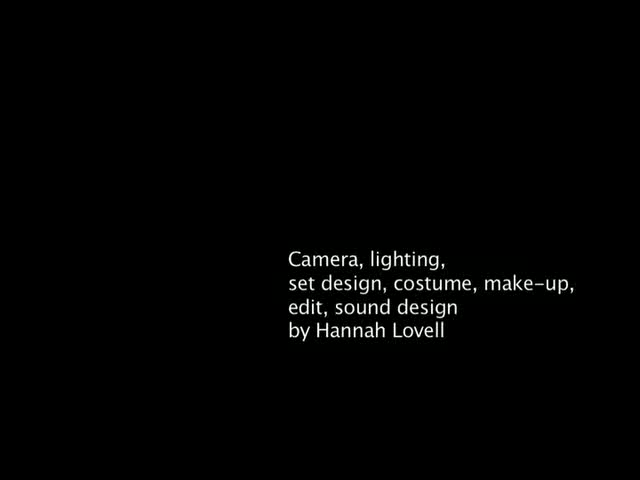 Camera, lighting,
set design, costume, make-up,
edit, sound design
by Hannah Lovell